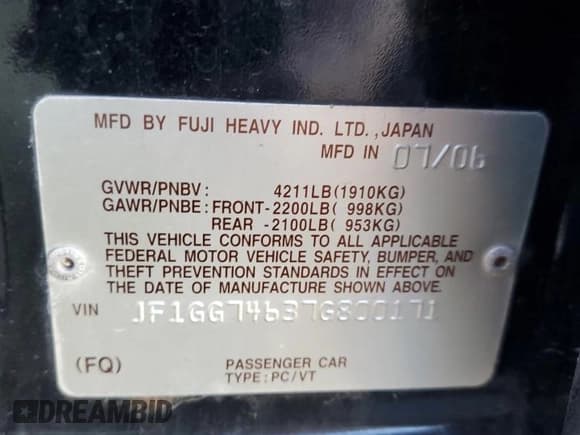 MFD BY FUJI HEAVY IND. LTD., JAPAN
MFD IN 07/06
GVWR/PNBV: 4211LB(1910KG)
GAWR/PNBE: FRONT-2200LB( 998KG)
REAR -2100LB( 953KG)
THIS VEHICLE CONFORMS TO ALL APPLICABLE
FEDERAL MOTOR VEHICLE SAFETY, BUMPER, AND
THEFT PREVENTION STANDARDS IN EFFECT ON
THE DATE OF MANUFACTURE SHOWN ABOVE.
VIN JF1GG74637G800171
(FQ) PASSENGER CAR
TYPE: PC/VT
DREAMBID